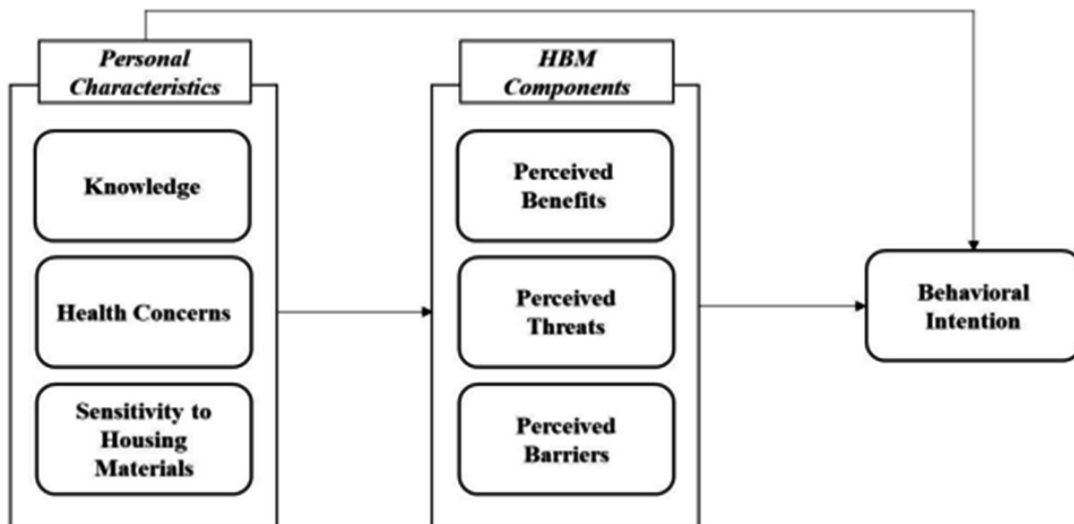 Personal
Characteristics
Knowledge
Health Concerns
Sensitivity to
Housing
Materials
HBM
Components
Perceived
Benefits
Perceived
Threats
Perceived
Barriers
Behavioral
Intention